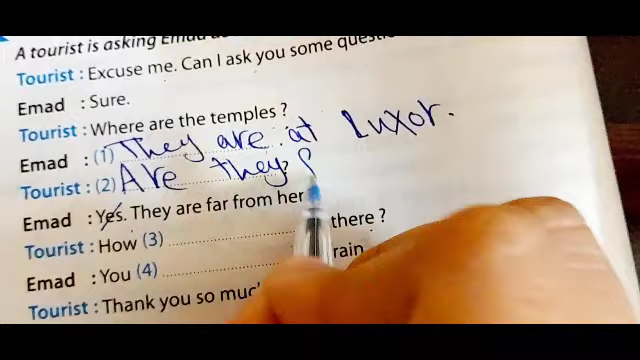 A tourist is asking Emad
Tourist : Excuse me. Can I ask you some
Emad : Sure.
Tourist : Where are the temples ?
Emad : (1) They are at Luxor.
Tourist : (2) Are they ?
Emad : Yes. They are far from her
Tourist : How (3) there ?
Emad : You (4) rain
Tourist : Thank you so muc